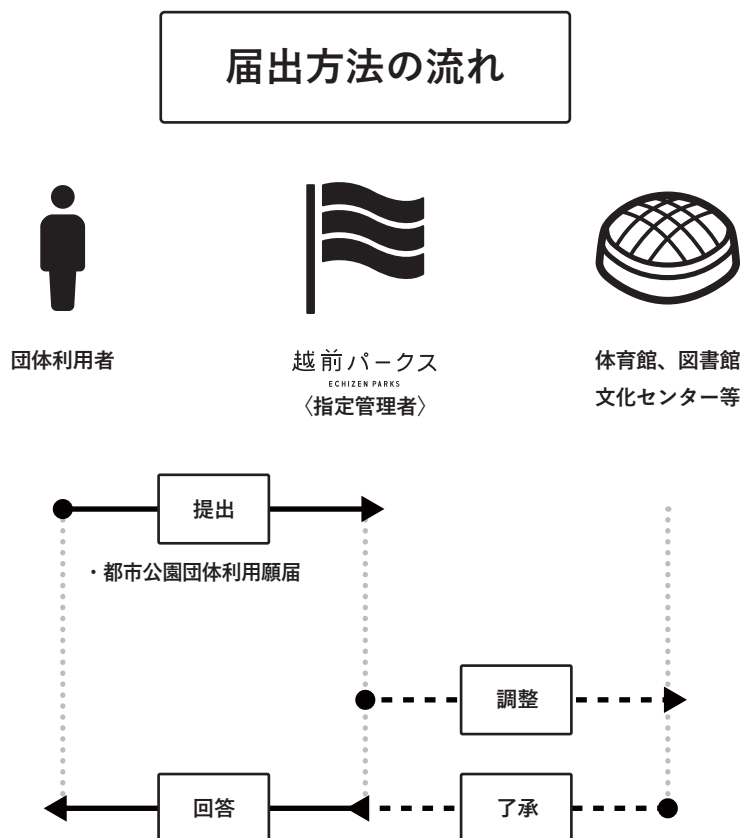 届出方法の流れ
団体利用者
越前パークス
ECHIZEN PARKS
〈指定管理者〉
体育館、図書館
文化センター等
提出
・都市公園団体利用願届
調整
回答
了承